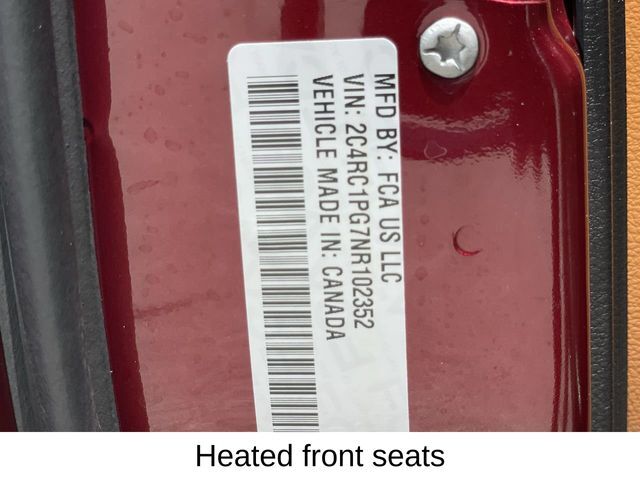 MFD BY: FCA US LLC
VIN: 2C4RC1PG7NR102352
VEHICLE MADE IN: CANADA
Heated front seats